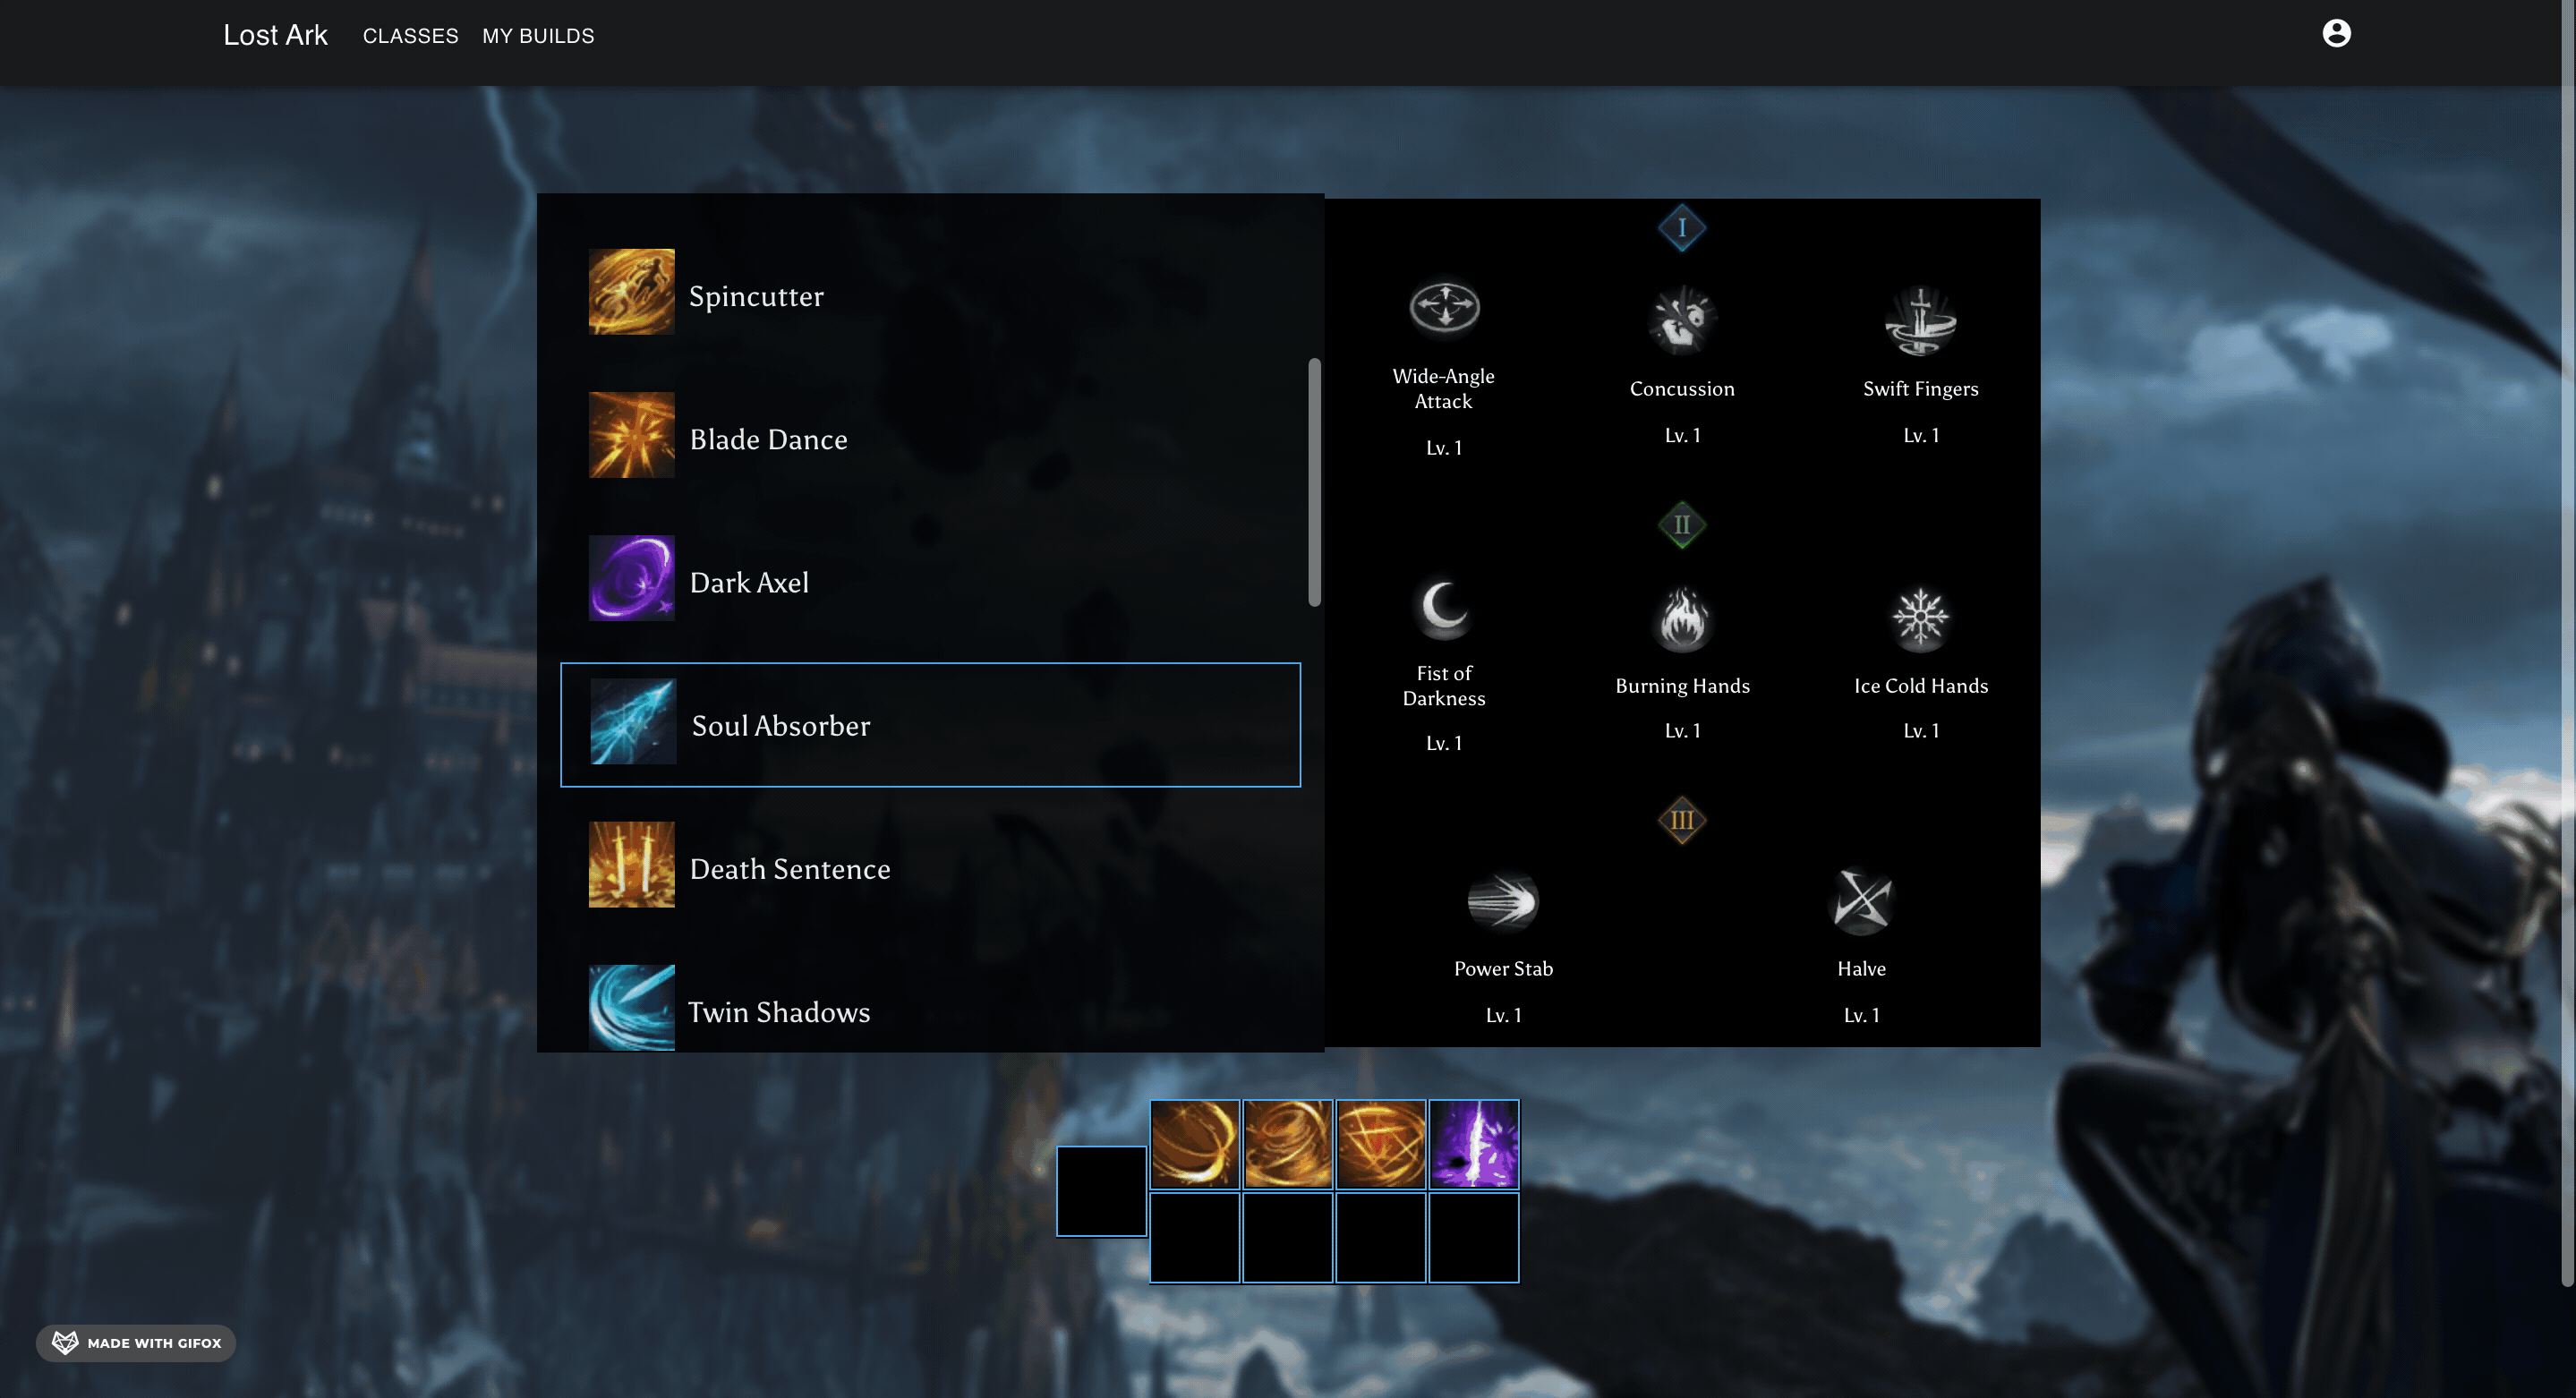 Lost Ark CLASSES MY BUILDS
Spincutter
Blade Dance
Dark Axel
Soul Absorber
Death Sentence
Twin Shadows
I
Wide-Angle
Attack
Lv. 1
Concussion
Lv. 1
Swift Fingers
Lv. 1
II
Fist of
Darkness
Lv. 1
Burning Hands
Lv. 1
Ice Cold Hands
Lv. 1
III
Power Stab
Lv. 1
Halve
Lv. 1
MADE WITH GIFOX